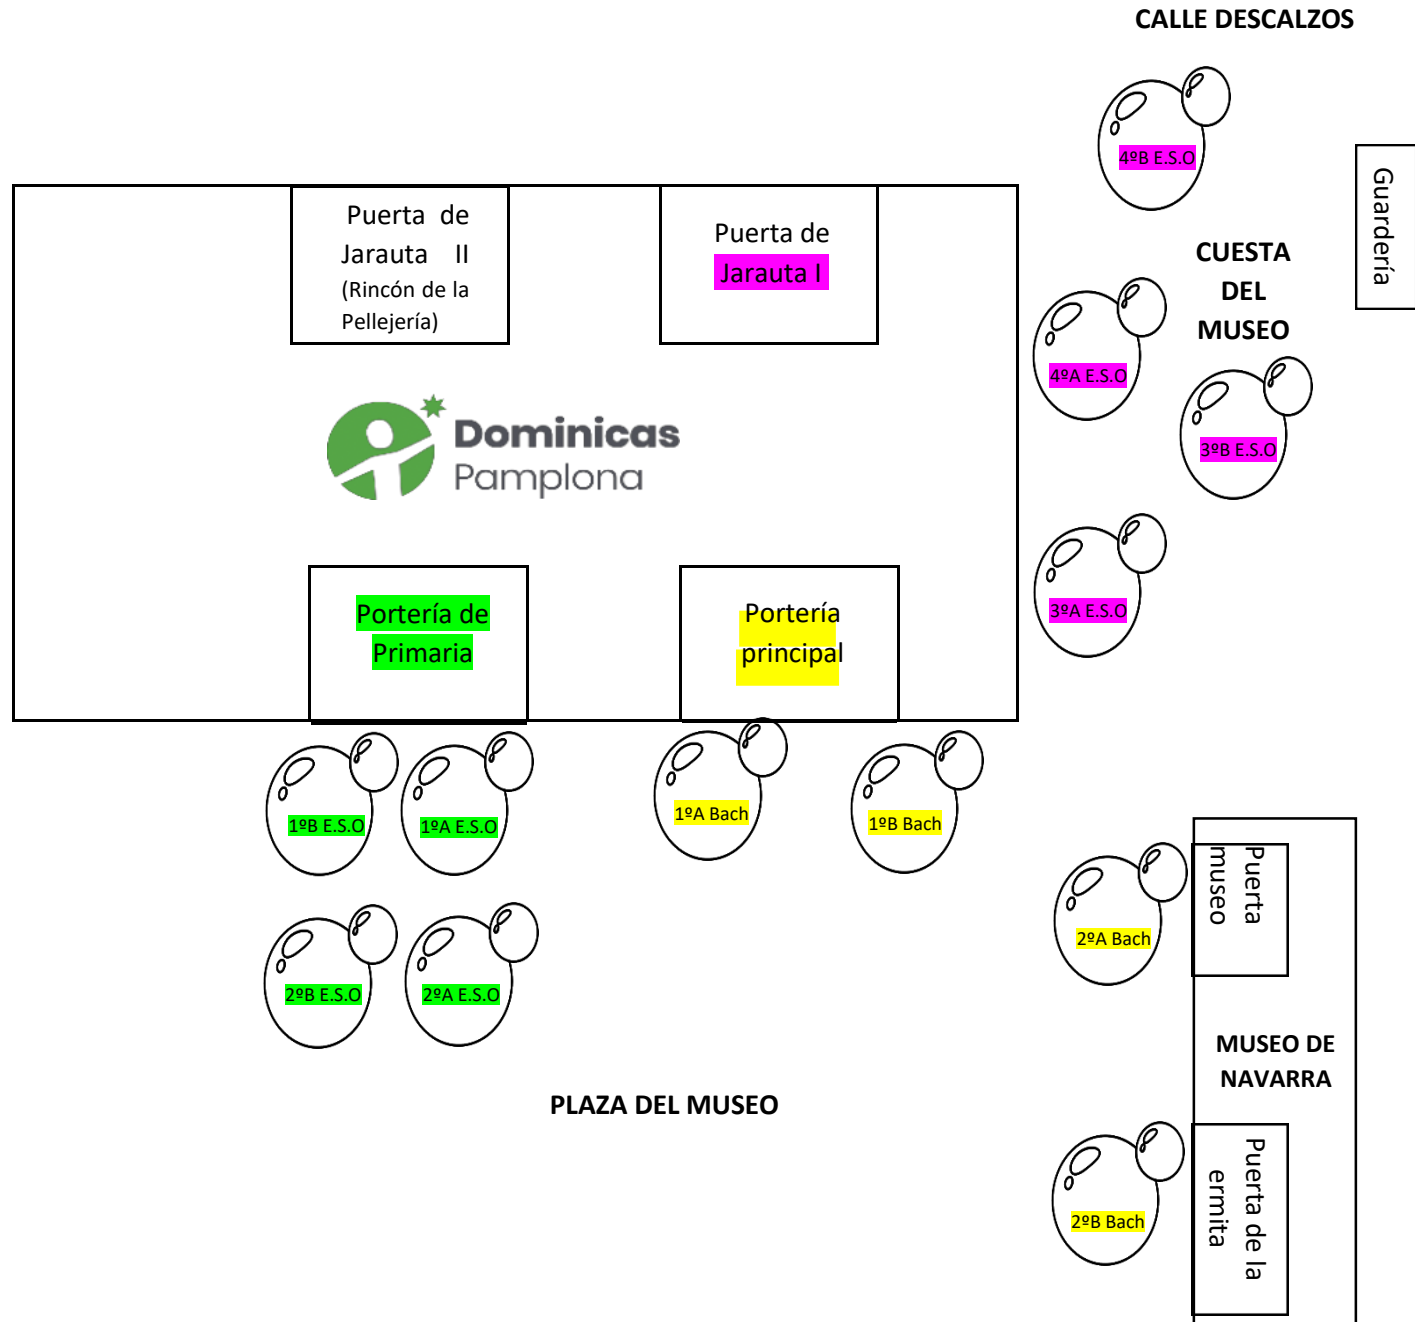 CALLE DESCALZOS
4ºB E.S.O
Guardería
Puerta de
Jarauta II
(Rincón de la
Pellejería)
Puerta de
Jarauta I
CUESTA
DEL
MUSEO
4ºA E.S.O
3ºB E.S.O
Dominicas
Pamplona
3ºA E.S.O
Portería de
Primaria
Portería
principal
1ºB E.S.O
1ºA E.S.O
1ºA Bach
1ºB Bach
Puerta
museo
2ºA Bach
2ºB E.S.O
2ºA E.S.O
MUSEO DE
NAVARRA
PLAZA DEL MUSEO
Puerta de la
ermita
2ºB Bach